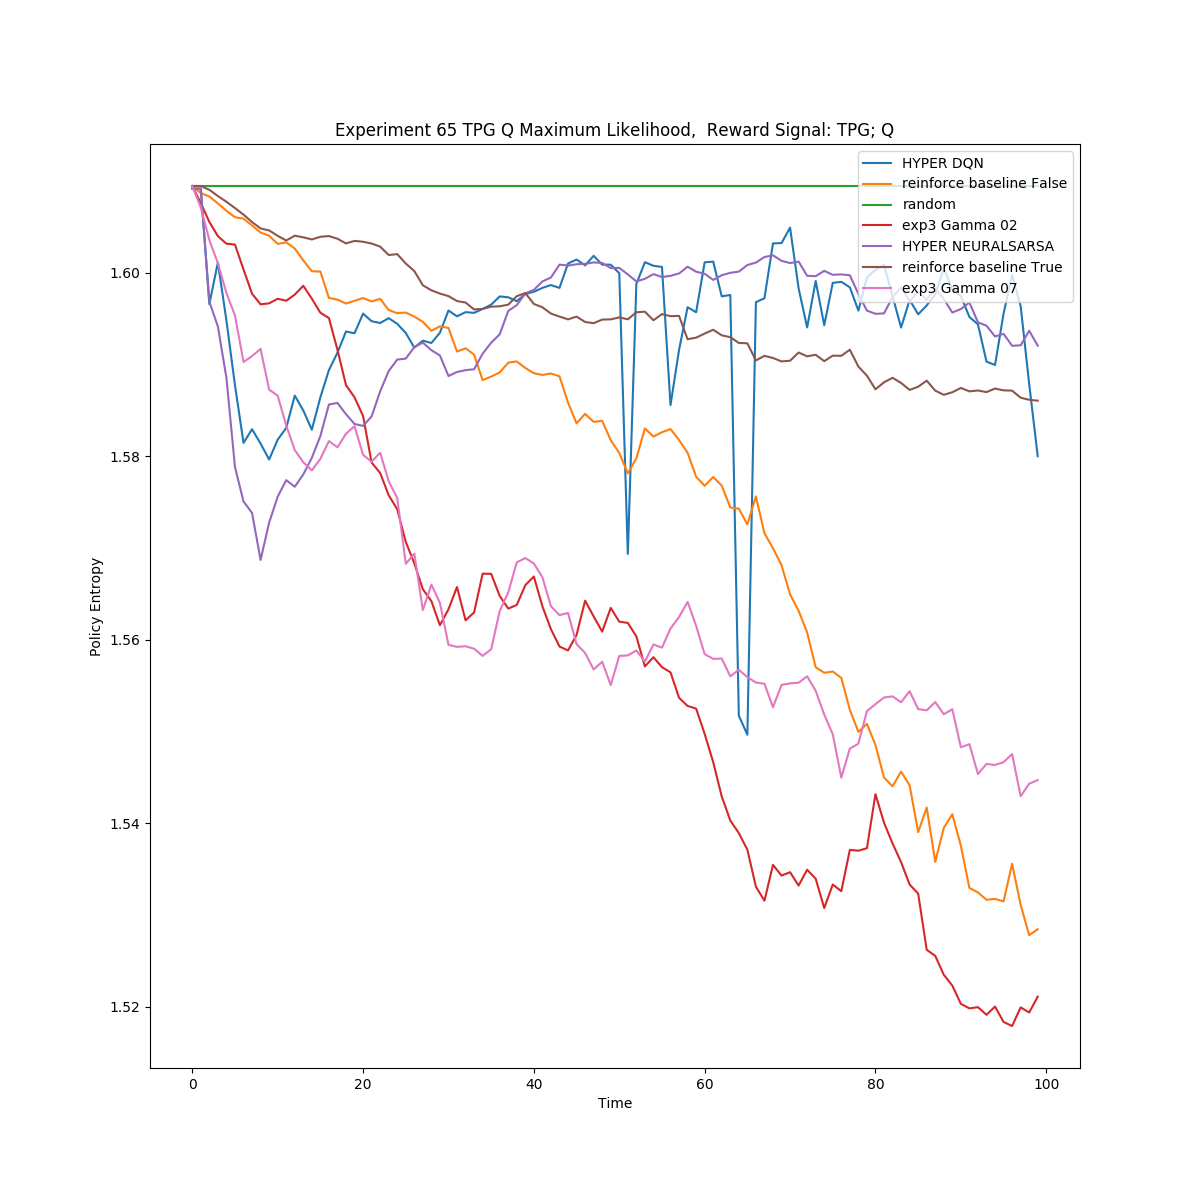 Experiment 65 TPG Q Maximum Likelihood,  Reward Signal: TPG; Q
HYPER DQN
reinforce baseline False
random
exp3 Gamma 02
HYPER NEURALSARSA
reinforce baseline True
exp3 Gamma 07
1.60
1.58
1.56
1.54
1.52
Policy Entropy
0 20 40 60 80 100
Time